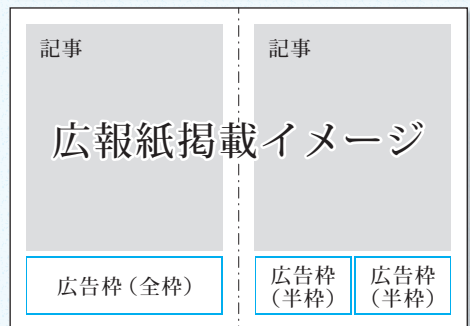 記事
記事
広報紙掲載イメージ
広告枠（全枠）
広告枠
（半枠）
広告枠
（半枠）